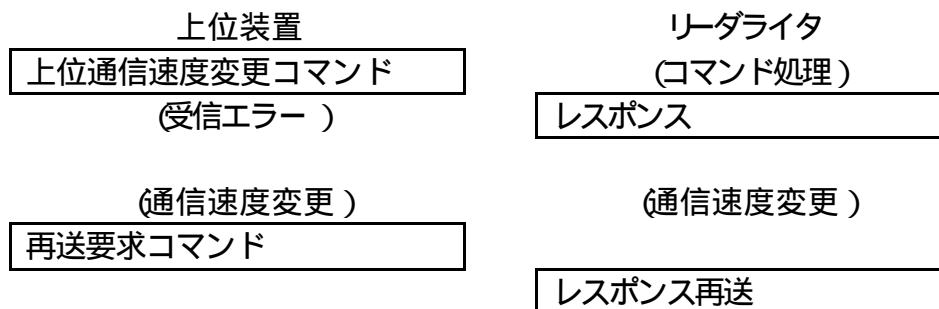 上位装置 リーダライタ
上位通信速度変更コマンド (コマンド処理)
(受信エラー ) レスポンス
(通信速度変更) (通信速度変更)
再送要求コマンド
レスポンス再送